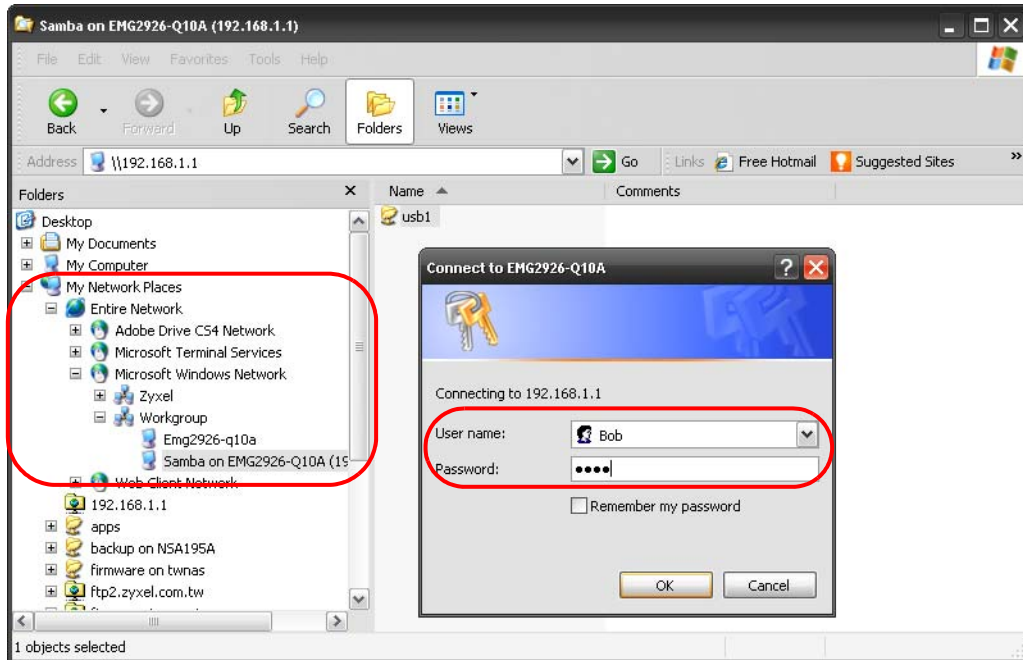 Samba on EMG2926-Q10A (192.168.1.1)
File Edit View Favorites Tools Help
Back Forward Up Search Folders Views
Address \\192.168.1.1 Go Links Free Hotmail Suggested Sites »
Folders
Name Comments
Desktop
My Documents
My Computer
My Network Places
Entire Network
Adobe Drive CS4 Network
Microsoft Terminal Services
Microsoft Windows Network
Zyxel
Workgroup
Emg2926-q10a
Samba on EMG2926-Q10A (19
Web Client Network
192.168.1.1
apps
backup on NSA195A
firmware on twnas
ftp2.zyxel.com.tw
usb1
Connect to EMG2926-Q10A
Connecting to 192.168.1.1
User name: Bob
Password: ••••
Remember my password
OK Cancel
1 objects selected